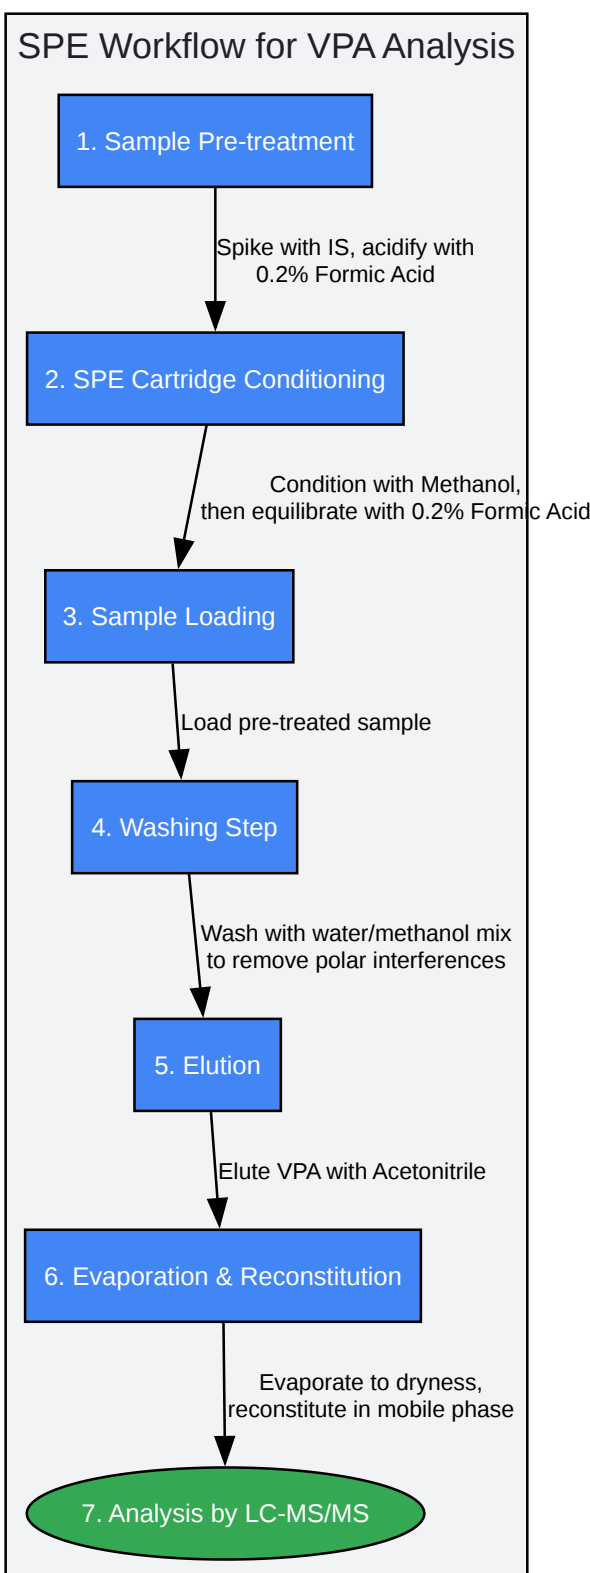 SPE Workflow for VPA Analysis
1. Sample Pre-treatment
Spike with IS, acidify with
0.2% Formic Acid
2. SPE Cartridge Conditioning
Condition with Methanol,
then equilibrate with 0.2% Formic Acid
3. Sample Loading
Load pre-treated sample
4. Washing Step
Wash with water/methanol mix
to remove polar interferences
5. Elution
Elute VPA with Acetonitrile
6. Evaporation & Reconstitution
Evaporate to dryness,
reconstitute in mobile phase
7. Analysis by LC-MS/MS